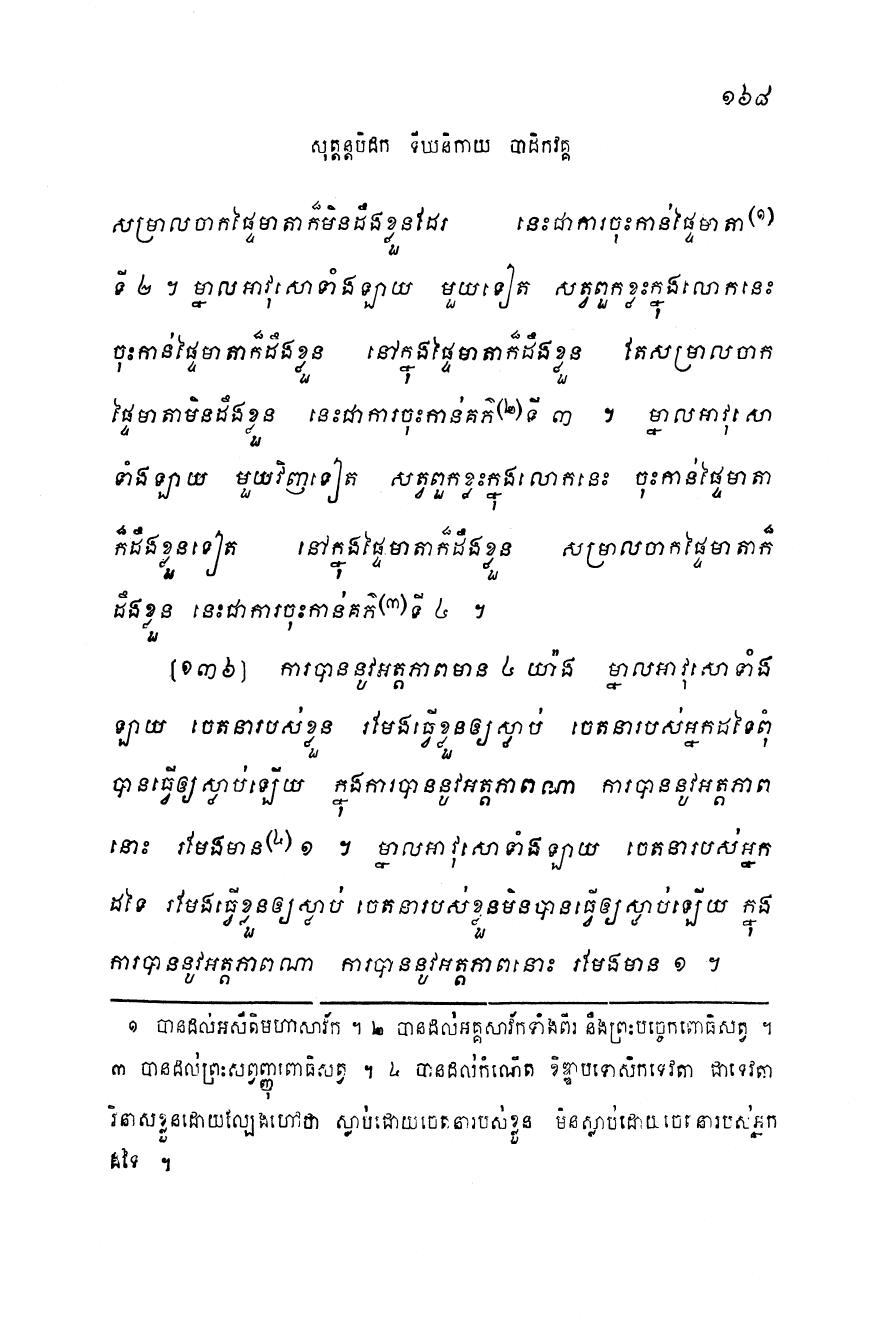 ១៦៨
សុត្តន្តបិដក ទីឃនិកាយ បាដិកវគ្គ
សម្រាលចាកផ្ទៃមាតាក៏មិនដឹងខ្លួនដែរ នេះជាការចុះកាន់ផ្ទៃមាតា(១)
ទី ២ ។ ម្នាលអាវុសោទាំងឡាយ មួយទៀត សត្វពួកខ្លះក្នុងលោកនេះ
ចុះកាន់ផ្ទៃមាតាក៏ដឹងខ្លួន នៅក្នុងផ្ទៃមាតាក៏ដឹងខ្លួន តែសម្រាលចាក
ផ្ទៃមាតាមិនដឹងខ្លួន នេះជាការចុះកាន់គភ៌(២)ទី ៣ ។ ម្នាលអាវុសោ
ទាំងឡាយ មួយវិញទៀត សត្វពួកខ្លះក្នុងលោកនេះ ចុះកាន់ផ្ទៃមាតា
ក៏ដឹងខ្លួនទៀត នៅក្នុងផ្ទៃមាតាក៏ដឹងខ្លួន សម្រាលចាកផ្ទៃមាតាក៏
ដឹងខ្លួន នេះជាការចុះកាន់គភ៌(៣)ទី ៤ ។
[១៣៦] ការបាននូវអត្តភាពមាន ៤ យ៉ាង ម្នាលអាវុសោទាំង
ឡាយ ចេតនារបស់ខ្លួន រមែងធ្វើខ្លួនឲ្យស្លាប់ ចេតនារបស់អ្នកដទៃពុំ
បានធ្វើឲ្យស្លាប់ឡើយ ក្នុងការបាននូវអត្តភាពណា ការបាននូវអត្តភាព
នោះ រមែងមាន(៤) ១ ។ ម្នាលអាវុសោទាំងឡាយ ចេតនារបស់អ្នក
ដទៃ រមែងធ្វើខ្លួនឲ្យស្លាប់ ចេតនារបស់ខ្លួនមិនបានធ្វើឲ្យស្លាប់ឡើយ ក្នុង
ការបាននូវអត្តភាពណា ការបាននូវអត្តភាពនោះ រមែងមាន ១ ។
១ បានដល់អសីតិមហាសាវ័ក ។ ២ បានដល់អគ្គសាវ័កទាំងពីរ នឹងព្រះបច្ចេកពោធិសត្វ ។
៣ បានដល់ព្រះសព្វញ្ញុពោធិសត្វ ។ ៤ បានដល់កំណើត ខិឌ្ឌាបទោសិកទេវតា ជាទេវតា
វិនាសខ្លួនដោយល្បែងហៅថា ស្លាប់ដោយចេតនារបស់ខ្លួន មិនស្លាប់ដោយចេតនារបស់អ្នក
ដទៃ ។